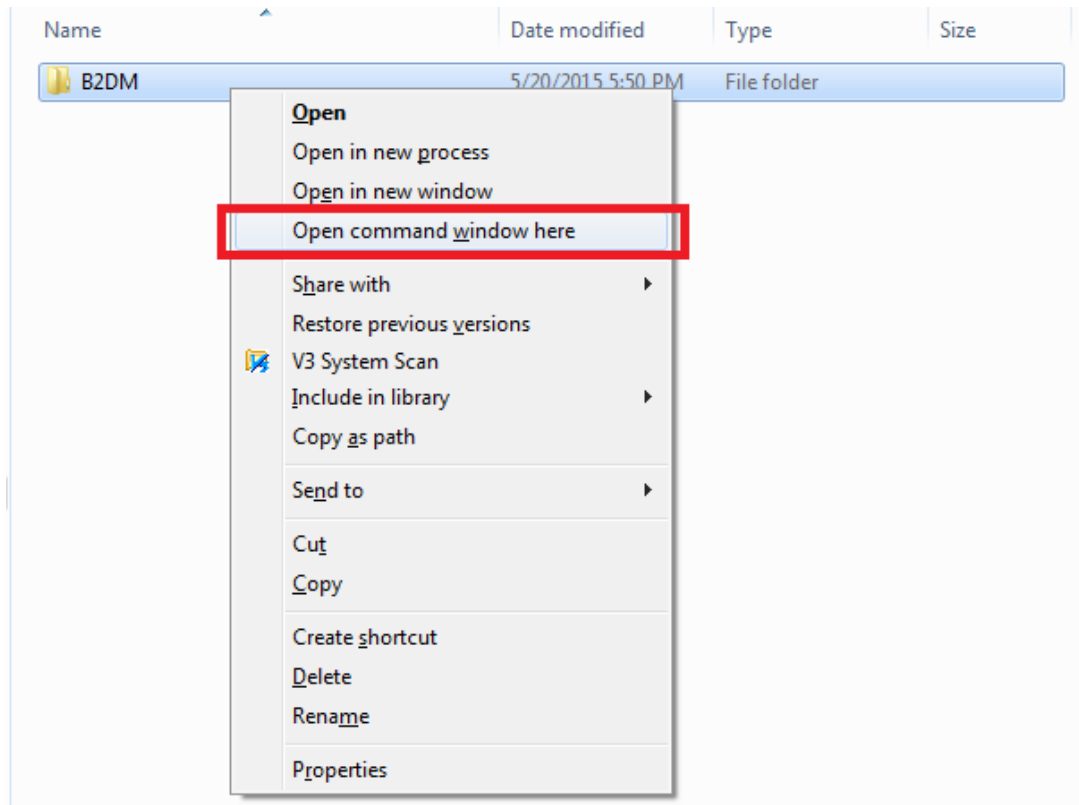 Name Date modified Type Size
B2DM 5/20/2015 5:50 PM File folder
Open
Open in new process
Open in new window
Open command window here
Share with
Restore previous versions
V3 System Scan
Include in library
Copy as path
Send to
Cut
Copy
Create shortcut
Delete
Rename
Properties